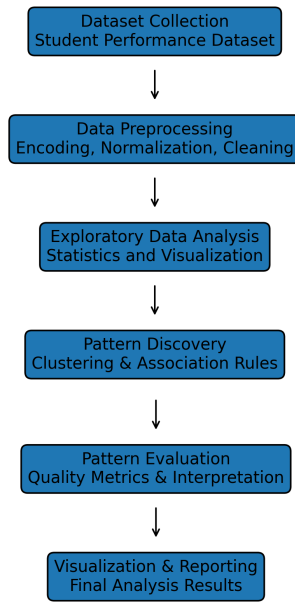 Dataset Collection
Student Performance Dataset
Data Preprocessing
Encoding, Normalization, Cleaning
Exploratory Data Analysis
Statistics and Visualization
Pattern Discovery
Clustering & Association Rules
Pattern Evaluation
Quality Metrics & Interpretation
Visualization & Reporting
Final Analysis Results